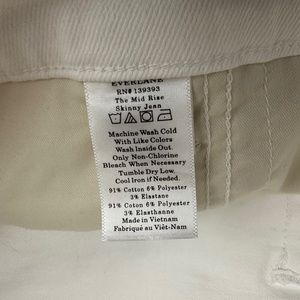 EVERLANE
RN# 139393
The Mid Rise
Skinny Jean
Machine Wash Cold
With Like Colors
Wash Inside Out.
Only Non-Chlorine
Bleach When Necessary
Tumble Dry Low.
Cool Iron if Needed.
91% Cotton 6% Polyester
3% Elastane
91% Cotton 6% Polyester
3% Elasthanne
Made in Vietnam
Fabriqué au Viêt-Nam